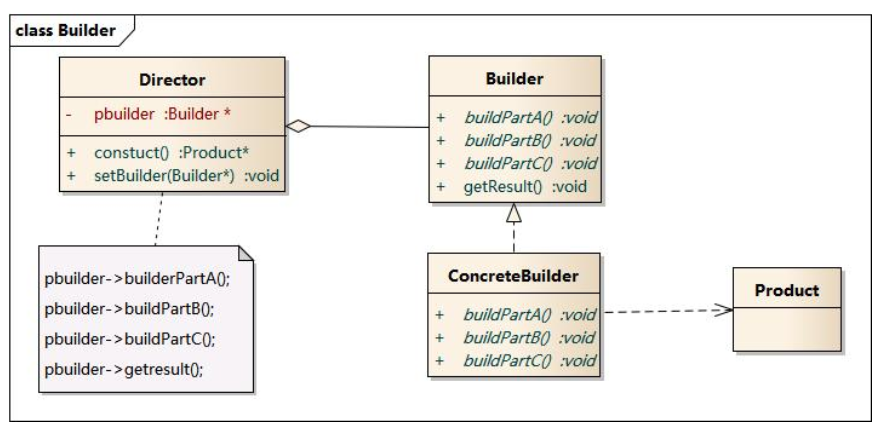 class Builder
Director
- pbuilder :Builder *
+ constuct() :Product*
+ setBuilder(Builder*) :void
Builder
+ buildPartA() :void
+ buildPartB() :void
+ buildPartC() :void
+ getResult() :void
pbuilder->builderPartA();
pbuilder->buildPartB();
pbuilder->buildPartC();
pbuilder->getresult();
ConcreteBuilder
+ buildPartA() :void
+ buildPartB() :void
+ buildPartC() :void
Product